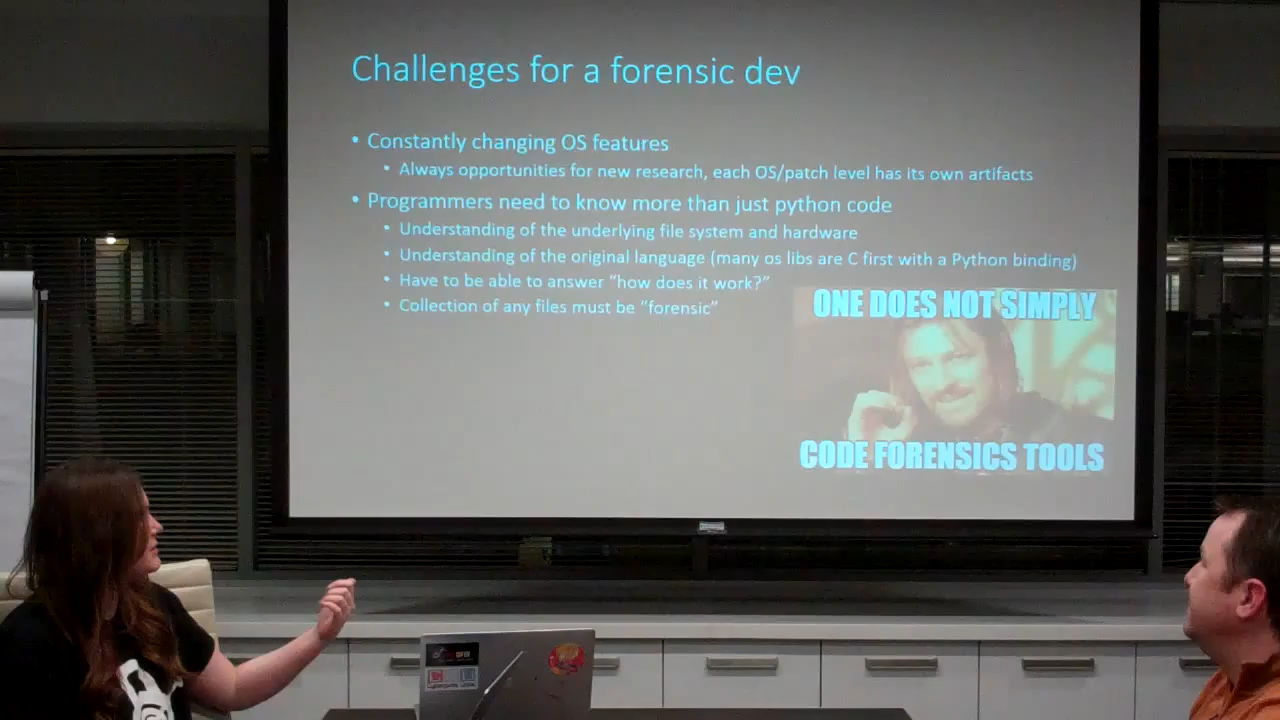 Challenges for a forensic dev
• Constantly changing OS features
• Always opportunities for new research, each OS/patch level has its own artifacts
• Programmers need to know more than just python code
• Understanding of the underlying file system and hardware
• Understanding of the original language (many os libs are C first with a Python binding)
• Have to be able to answer “how does it work?”
• Collection of any files must be “forensic”
ONE DOES NOT SIMPLY
CODE FORENSICS TOOLS